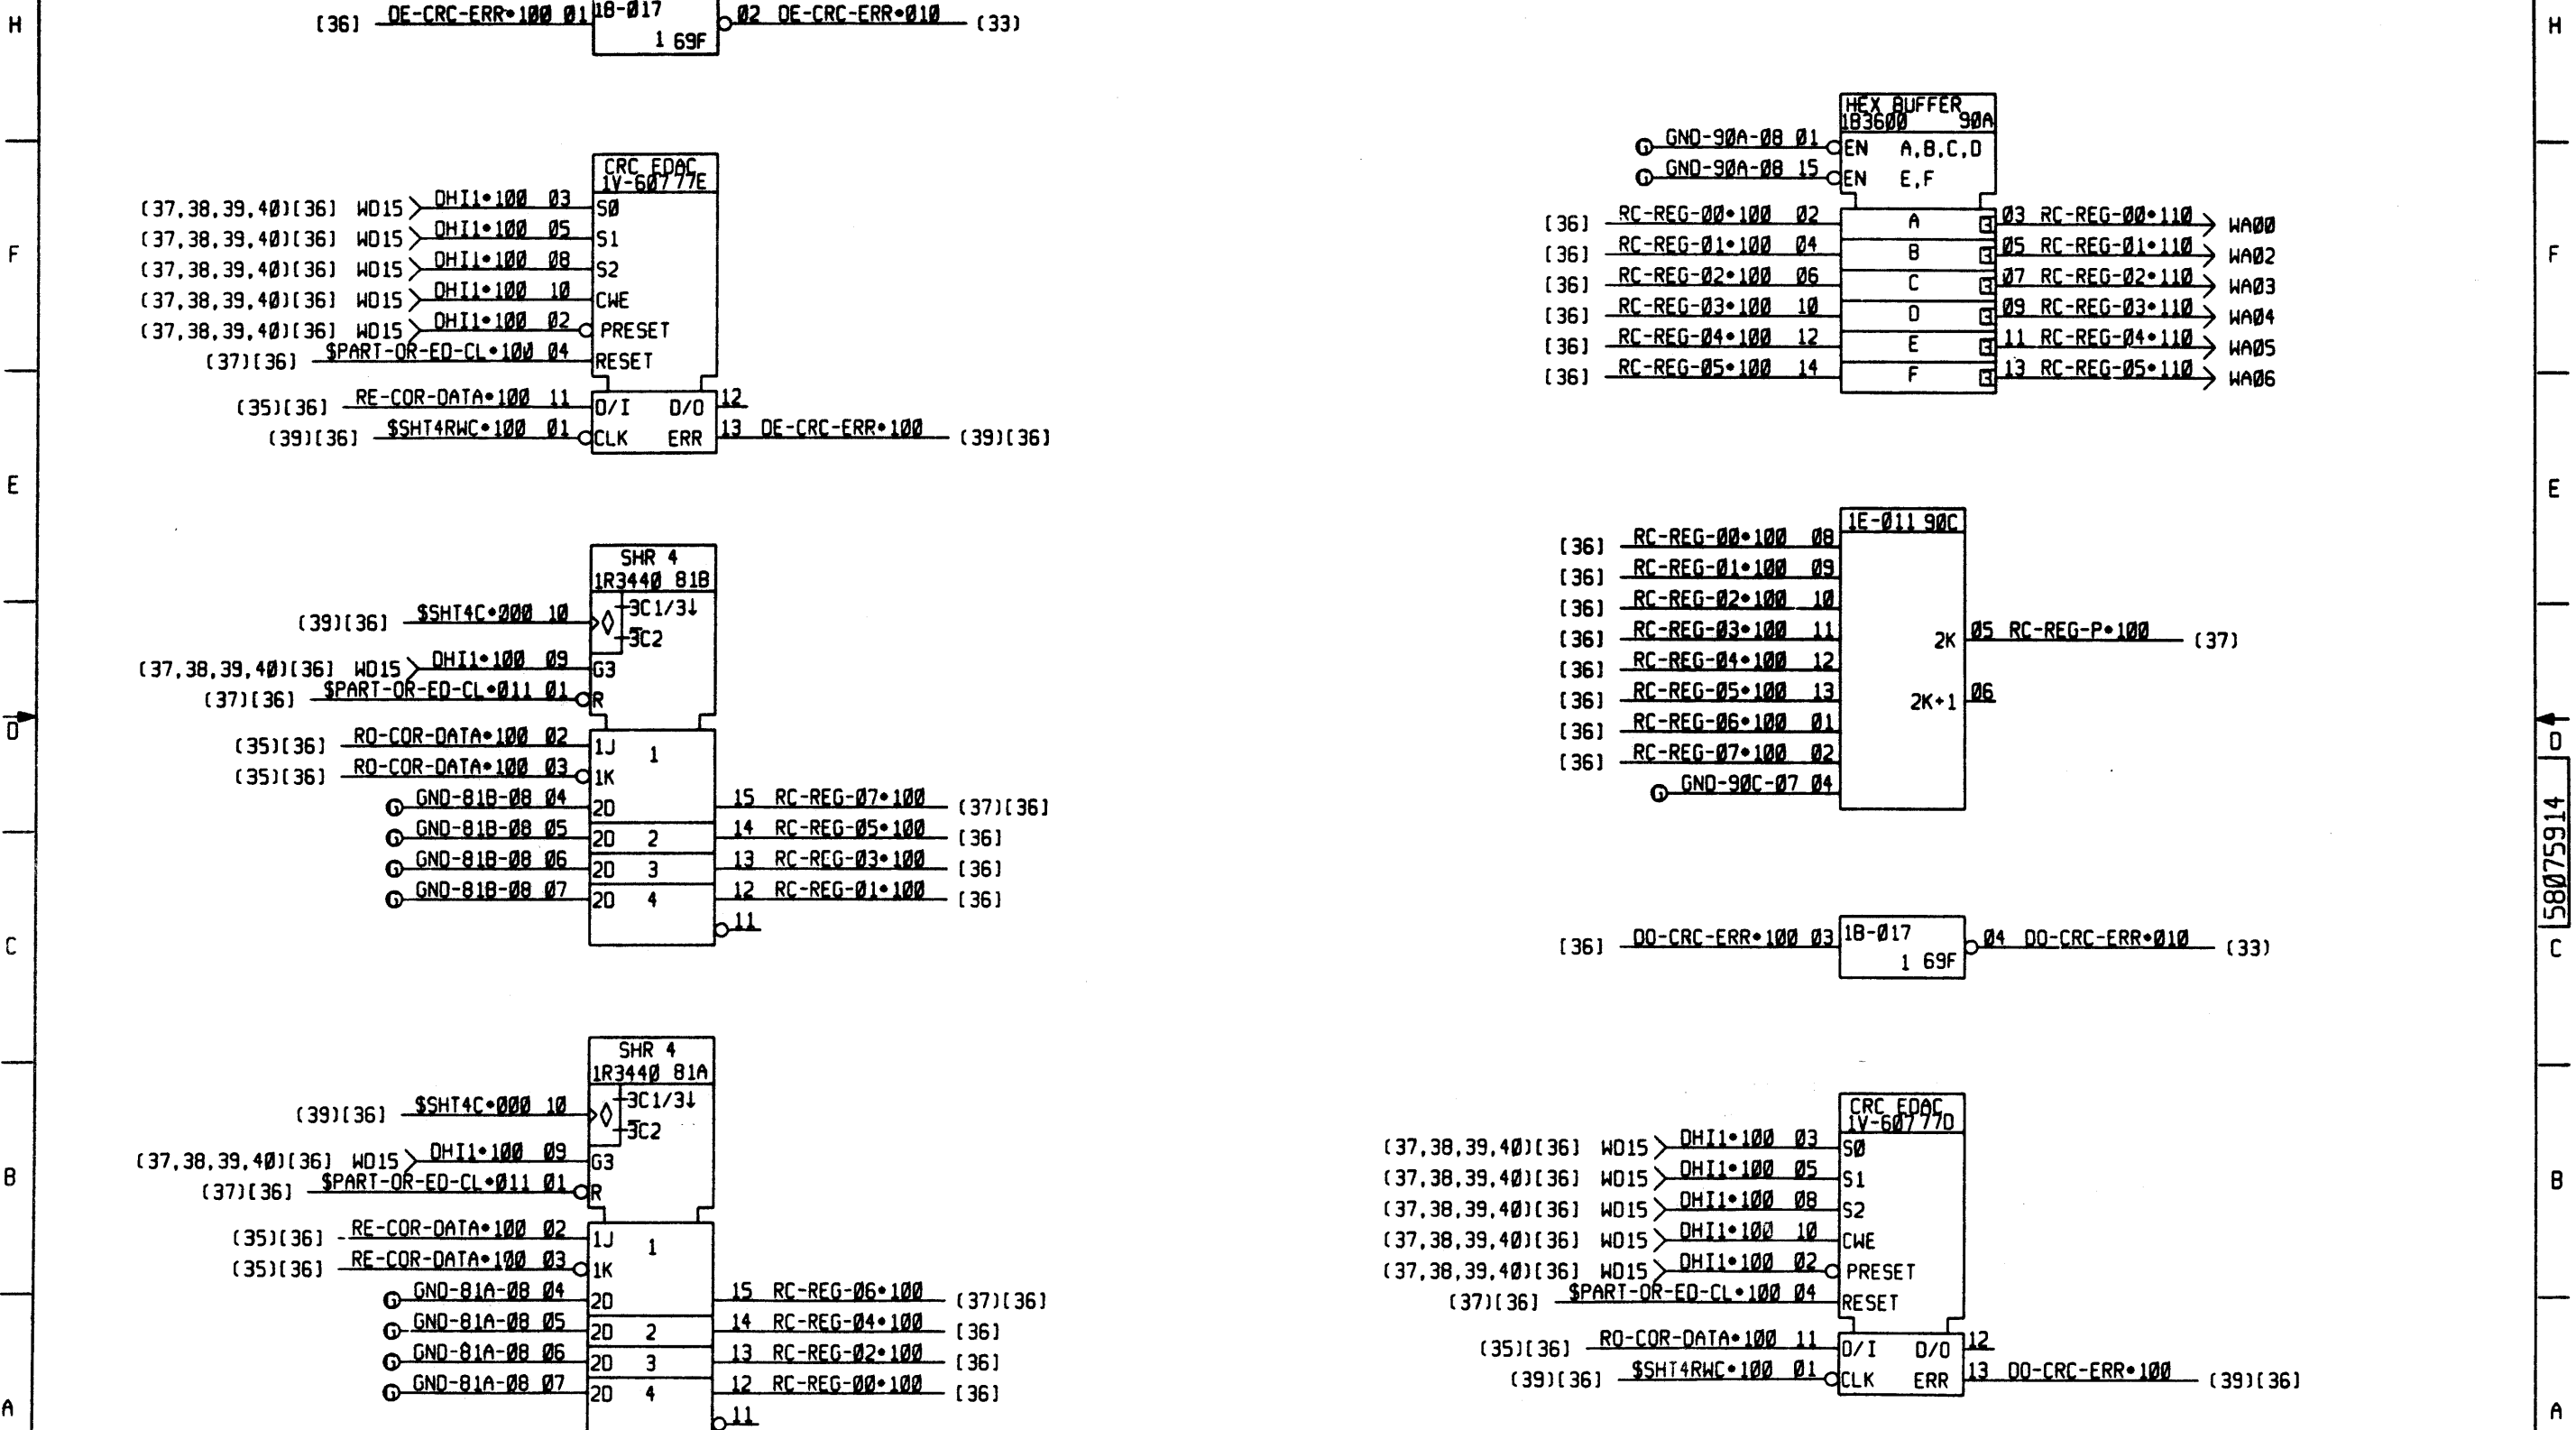 H
[36] DE-CRC-ERR•100 01 1B-017 02 DE-CRC-ERR•010 (33)
1 69F
CRC EDAC
1V-607 77E
(37,38,39,40)[36] WD15 DHI1•100 03 S0
(37,38,39,40)[36] WD15 DHI1•100 05 S1
(37,38,39,40)[36] WD15 DHI1•100 08 S2
(37,38,39,40)[36] WD15 DHI1•100 10 CWE
(37,38,39,40)[36] WD15 DHI1•100 02 PRESET
(37)[36] $PART-OR-ED-CL•100 04 RESET
(35)[36] RE-COR-DATA•100 11 D/I D/O 12
(39)[36] $SHT4RWC•100 01 CLK ERR 13 DE-CRC-ERR•100 (39)[36]
F
E
SHR 4
1R3440 81B
(39)[36] $SHT4C•000 10 3C1/3↓
3C2
(37,38,39,40)[36] WD15 DHI1•100 09 G3
(37)[36] $PART-OR-ED-CL•011 01 R
(35)[36] RO-COR-DATA•100 02 1J 1
(35)[36] RO-COR-DATA•100 03 1K
G GND-81B-08 04 2D 15 RC-REG-07•100 (37)[36]
G GND-81B-08 05 2D 2 14 RC-REG-05•100 [36]
G GND-81B-08 06 2D 3 13 RC-REG-03•100 [36]
G GND-81B-08 07 2D 4 12 RC-REG-01•100 [36]
11
D
C
SHR 4
1R3440 81A
(39)[36] $SHT4C•000 10 3C1/3↓
3C2
(37,38,39,40)[36] WD15 DHI1•100 09 G3
(37)[36] $PART-OR-ED-CL•011 01 R
(35)[36] RE-COR-DATA•100 02 1J 1
(35)[36] RE-COR-DATA•100 03 1K
G GND-81A-08 04 2D 15 RC-REG-06•100 (37)[36]
G GND-81A-08 05 2D 2 14 RC-REG-04•100 [36]
G GND-81A-08 06 2D 3 13 RC-REG-02•100 [36]
G GND-81A-08 07 2D 4 12 RC-REG-00•100 [36]
11
B
A
HEX BUFFER
1B3600 90A
G GND-90A-08 01 EN A,B,C,D
G GND-90A-08 15 EN E,F
[36] RC-REG-00•100 02 A 3 03 RC-REG-00•110 WA00
[36] RC-REG-01•100 04 B 3 05 RC-REG-01•110 WA02
[36] RC-REG-02•100 06 C 3 07 RC-REG-02•110 WA03
[36] RC-REG-03•100 10 D 3 09 RC-REG-03•110 WA04
[36] RC-REG-04•100 12 E 3 11 RC-REG-04•110 WA05
[36] RC-REG-05•100 14 F 3 13 RC-REG-05•110 WA06
1E-011 90C
[36] RC-REG-00•100 08
[36] RC-REG-01•100 09
[36] RC-REG-02•100 10
[36] RC-REG-03•100 11 2K 05 RC-REG-P•100 (37)
[36] RC-REG-04•100 12
[36] RC-REG-05•100 13 2K+1 06
[36] RC-REG-06•100 01
[36] RC-REG-07•100 02
G GND-90C-07 04
[36] DO-CRC-ERR•100 03 1B-017 04 DO-CRC-ERR•010 (33)
1 69F
CRC EDAC
1V-607 77D
(37,38,39,40)[36] WD15 DHI1•100 03 S0
(37,38,39,40)[36] WD15 DHI1•100 05 S1
(37,38,39,40)[36] WD15 DHI1•100 08 S2
(37,38,39,40)[36] WD15 DHI1•100 10 CWE
(37,38,39,40)[36] WD15 DHI1•100 02 PRESET
(37)[36] $PART-OR-ED-CL•100 04 RESET
(35)[36] RO-COR-DATA•100 11 D/I D/O 12
(39)[36] $SHT4RWC•100 01 CLK ERR 13 DO-CRC-ERR•100 (39)[36]
H
F
E
D
58075914
C
B
A